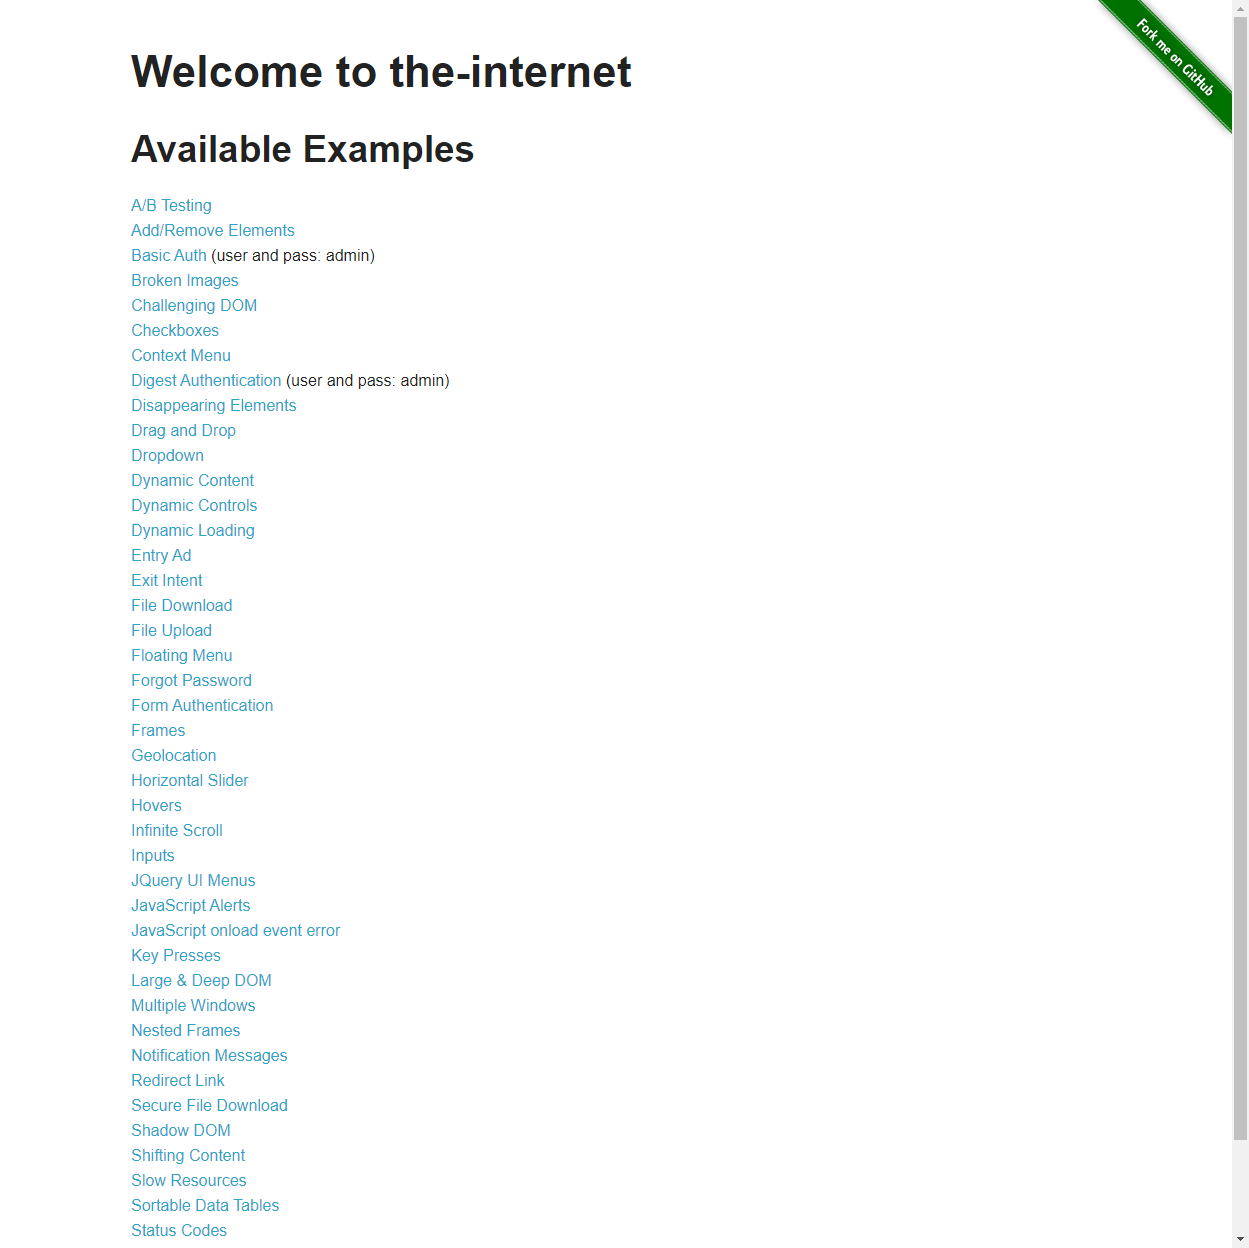 Fork me on GitHub
Welcome to the-internet
Available Examples
A/B Testing
Add/Remove Elements
Basic Auth (user and pass: admin)
Broken Images
Challenging DOM
Checkboxes
Context Menu
Digest Authentication (user and pass: admin)
Disappearing Elements
Drag and Drop
Dropdown
Dynamic Content
Dynamic Controls
Dynamic Loading
Entry Ad
Exit Intent
File Download
File Upload
Floating Menu
Forgot Password
Form Authentication
Frames
Geolocation
Horizontal Slider
Hovers
Infinite Scroll
Inputs
JQuery UI Menus
JavaScript Alerts
JavaScript onload event error
Key Presses
Large & Deep DOM
Multiple Windows
Nested Frames
Notification Messages
Redirect Link
Secure File Download
Shadow DOM
Shifting Content
Slow Resources
Sortable Data Tables
Status Codes